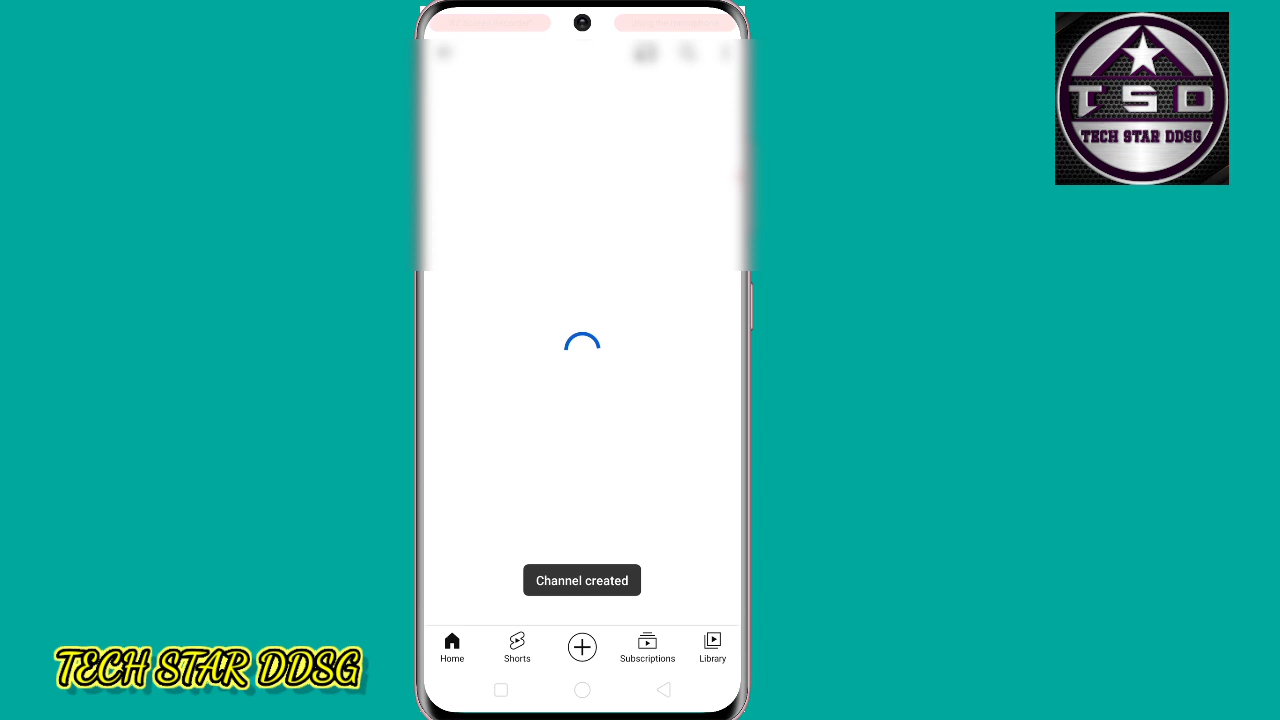 TSD
TECH STAR DDSG
Channel created
Home
Shorts
Subscriptions
Library
TECH STAR DDSG